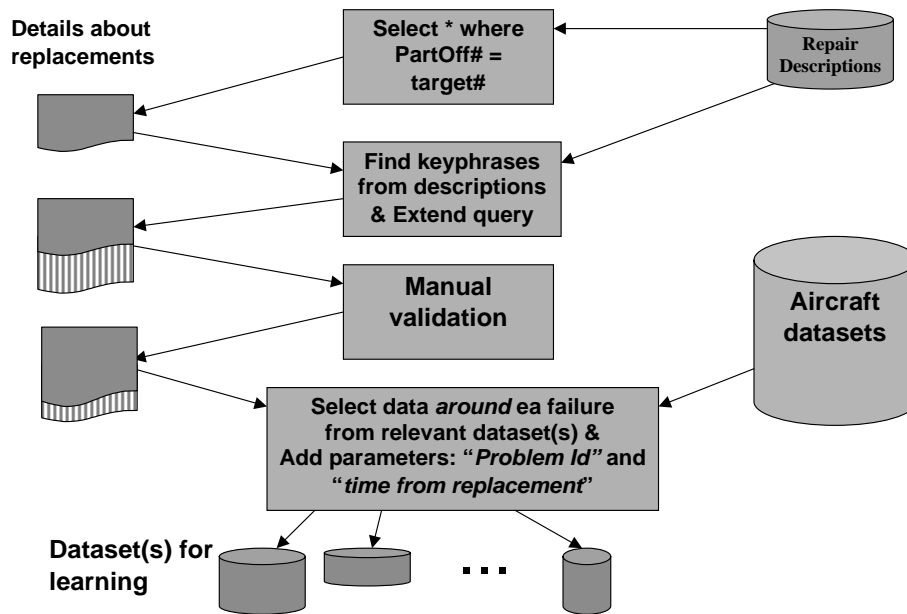 Details about
replacements
Select * where
PartOff# =
target#
Repair
Descriptions
Find keyphrases
from descriptions
& Extend query
Manual
validation
Aircraft
datasets
Select data around ea failure
from relevant dataset(s) &
Add parameters: “Problem Id” and
“time from replacement”
Dataset(s) for
learning
...